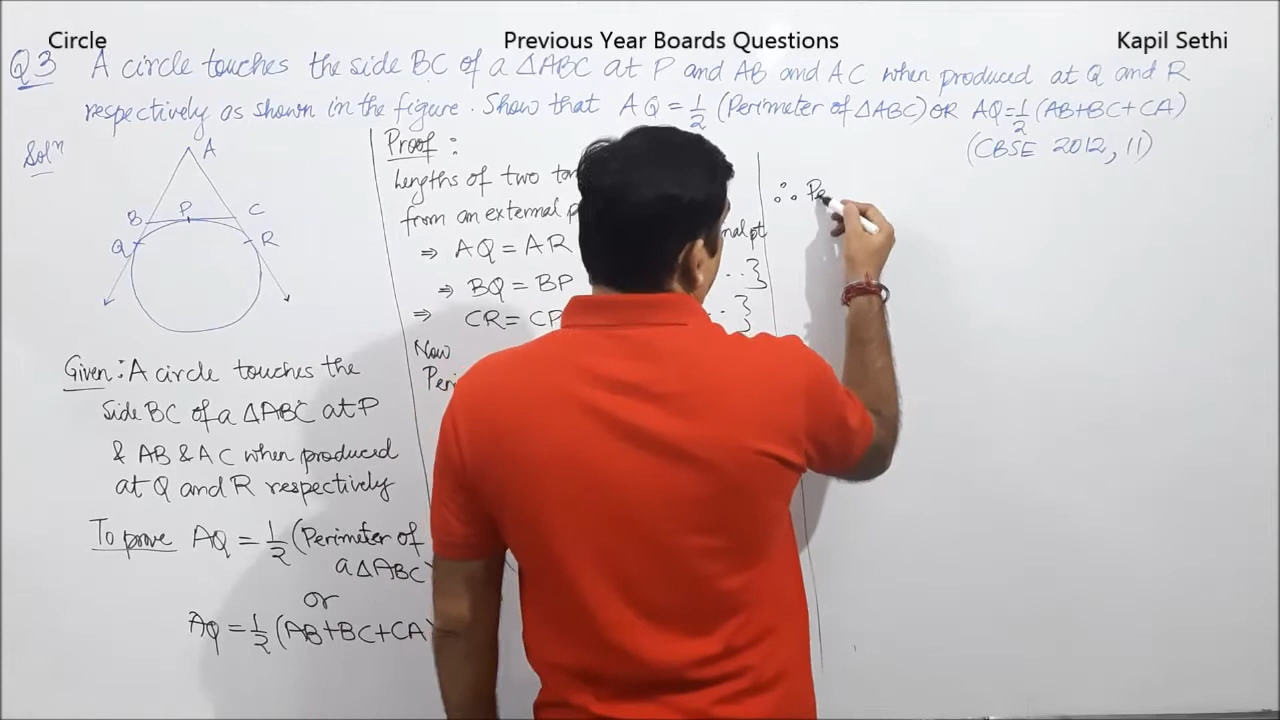 Circle
Previous Year Boards Questions
Kapil Sethi
Q3 A circle touches the side BC of a ΔABC at P and AB and AC when produced at Q and R
respectively as shown in the figure. Show that AQ = 1/2 (Perimeter of ΔABC) OR AQ = 1/2 (AB+BC+CA)
(CBSE 2012, 11)
Solⁿ
A
B
P
C
Q
R
Given: A circle touches the
Side BC of a ΔABC at P
& AB & AC when produced
at Q and R respectively
To prove AQ = 1/2 (Perimeter of
a ΔABC)
or
AQ = 1/2 (AB+BC+CA)
Proof:
Lengths of two
from an external
⇒ AQ = AR
⇒ BQ = BP
⇒ CR = CP
Now
pt
∴ Pe